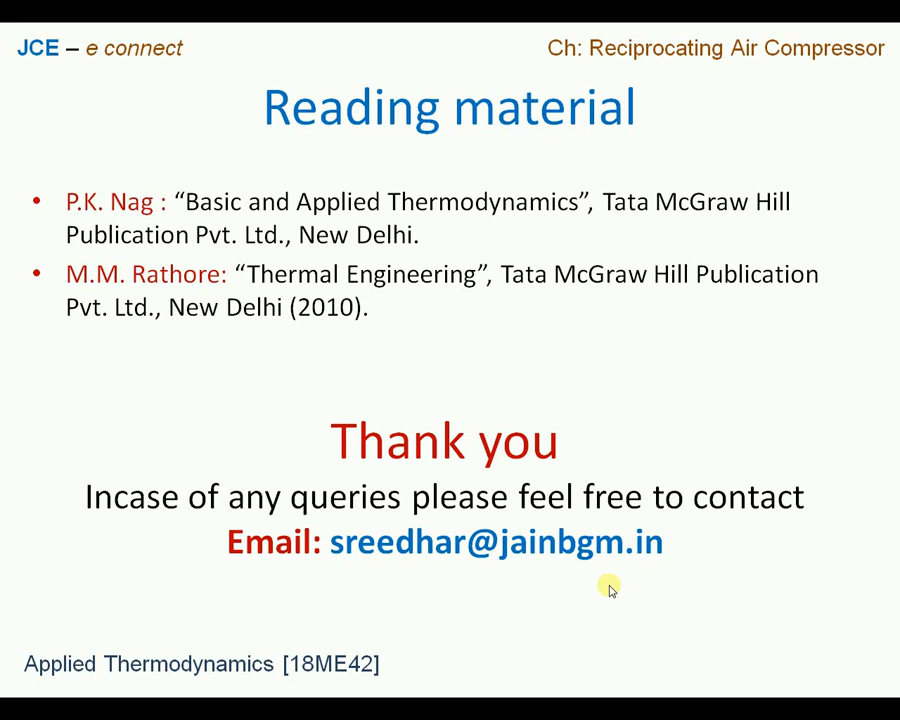 JCE – e connect
Ch: Reciprocating Air Compressor
Reading material
• P.K. Nag : “Basic and Applied Thermodynamics”, Tata McGraw Hill
Publication Pvt. Ltd., New Delhi.
• M.M. Rathore: “Thermal Engineering”, Tata McGraw Hill Publication
Pvt. Ltd., New Delhi (2010).
Thank you
Incase of any queries please feel free to contact
Email: sreedhar@jainbgm.in
Applied Thermodynamics [18ME42]